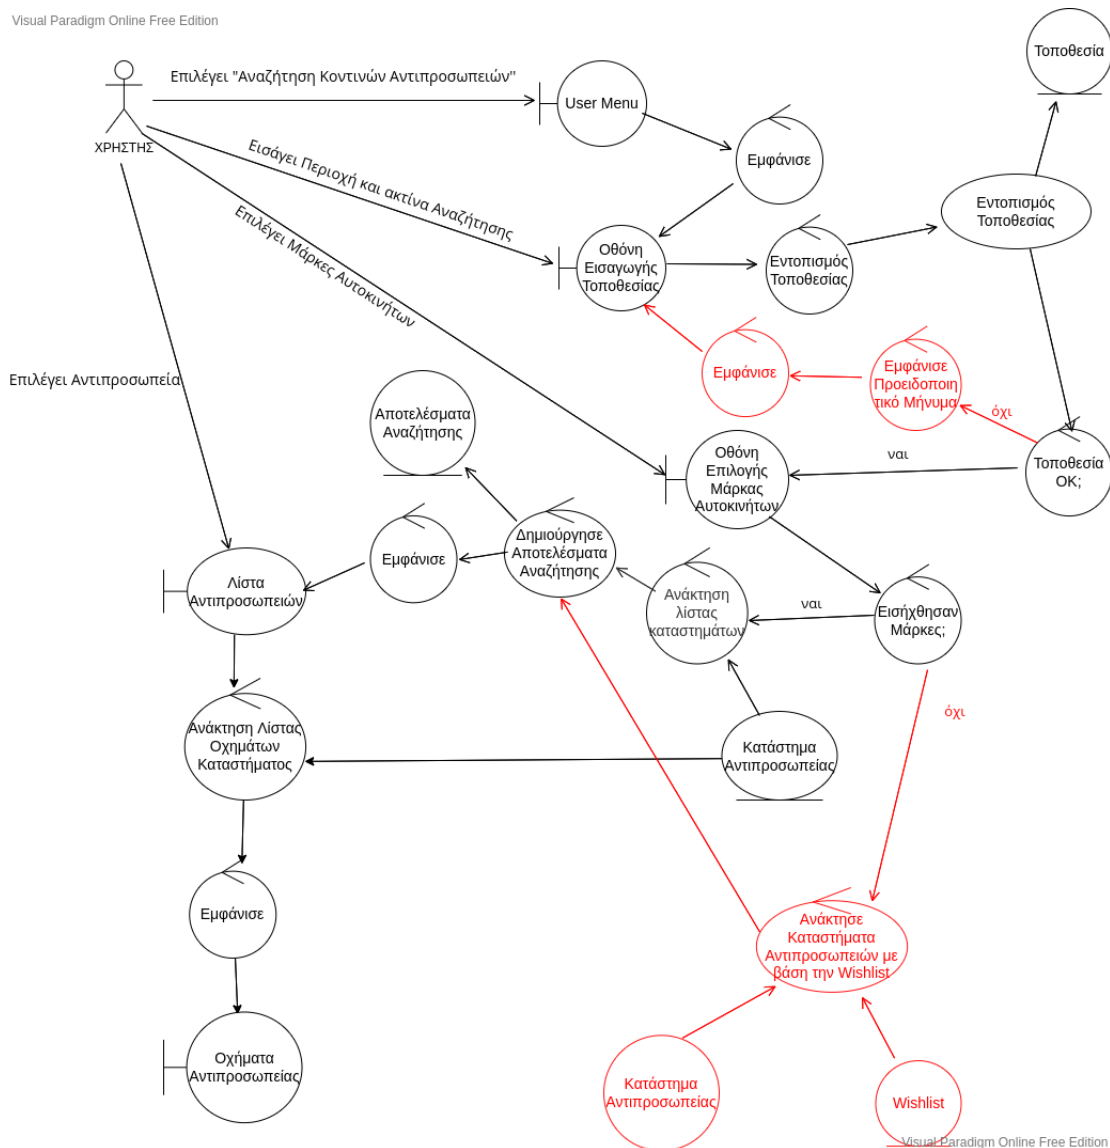 Visual Paradigm Online Free Edition
Τοποθεσία
Επιλέγει "Αναζήτηση Κοντινών Αντιπροσωπειών"
User Menu
ΧΡΗΣΤΗΣ
Εμφάνισε
Εισάγει Περιοχή και ακτίνα Αναζήτησης
Εντοπισμός
Τοποθεσίας
Επιλέγει Μάρκες Αυτοκινήτων
Οθόνη
Εισαγωγής
Τοποθεσίας
Εντοπισμός
Τοποθεσίας
Επιλέγει Αντιπροσωπεία
Εμφάνισε
Εμφάνισε
Προειδοποιη
τικό Μήνυμα
όχι
Αποτελέσματα
Αναζήτησης
Οθόνη
Επιλογής
Μάρκας
Αυτοκινήτων
ναι
Τοποθεσία
OK;
Δημιούργησε
Αποτελέσματα
Αναζήτησης
Εμφάνισε
Λίστα
Αντιπροσωπειών
Ανάκτηση
λίστας
καταστημάτων
ναι
Εισήχθησαν
Μάρκες;
όχι
Ανάκτηση Λίστας
Οχημάτων
Καταστήματος
Κατάστημα
Αντιπροσωπείας
Εμφάνισε
Ανάκτησε
Καταστήματα
Αντιπροσωπειών με
βάση την Wishlist
Οχήματα
Αντιπροσωπείας
Κατάστημα
Αντιπροσωπείας
Wishlist
Visual Paradigm Online Free Edition